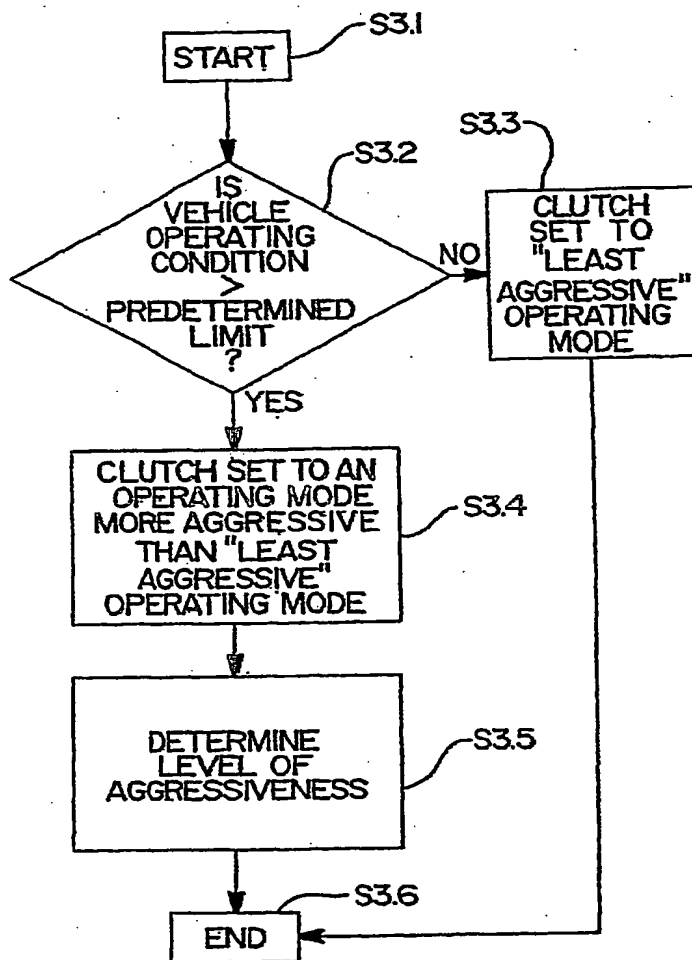 START
S3.1
IS
VEHICLE
OPERATING
CONDITION
>
PREDETERMINED
LIMIT
?
S3.2
NO
S3.3
CLUTCH
SET TO
"LEAST
AGGRESSIVE"
OPERATING
MODE
YES
CLUTCH SET TO AN
OPERATING MODE
MORE AGGRESSIVE
THAN "LEAST
AGGRESSIVE"
OPERATING MODE
S3.4
DETERMINE
LEVEL OF
AGGRESSIVENESS
S3.5
S3.6
END